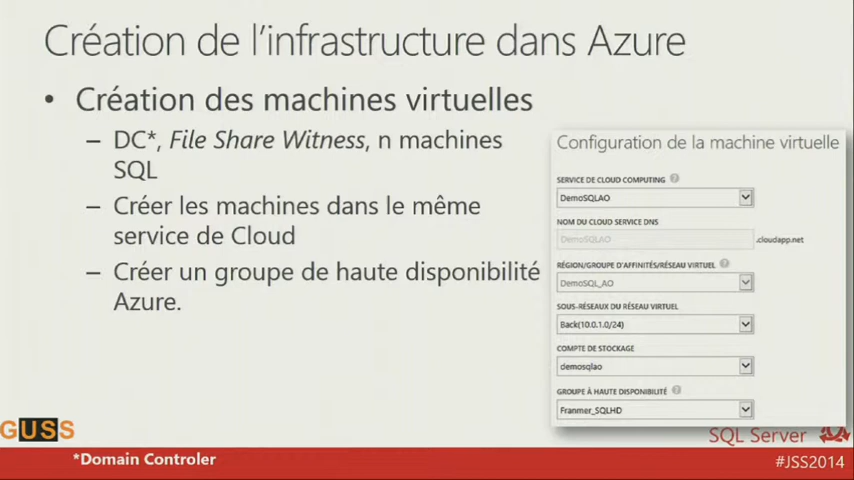 Création de l'infrastructure dans Azure
• Création des machines virtuelles
– DC*, File Share Witness, n machines
SQL
– Créer les machines dans le même
service de Cloud
– Créer un groupe de haute disponibilité
Azure.
Configuration de la machine virtuelle
SERVICE DE CLOUD COMPUTING ?
DemoSQLAO
NOM DU CLOUD SERVICE DNS
DemoSQLAO
.cloudapp.net
RÉGION/GROUPE D'AFFINITÉS/RÉSEAU VIRTUEL ?
DemoSQL_AO
SOUS-RÉSEAUX DU RÉSEAU VIRTUEL
Back(10.0.1.0/24)
COMPTE DE STOCKAGE
demosqlao
GROUPE À HAUTE DISPONIBILITÉ ?
Franmer_SQLHD
GUSS
SQL Server
*Domain Controler
#JSS2014